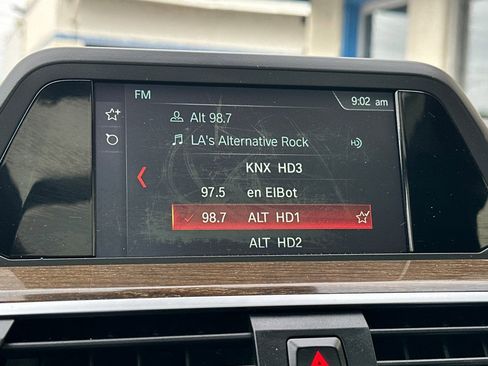 FM
9:02 am
Alt 98.7
LA's Alternative Rock
KNX HD3
97.5 en ElBot
98.7 ALT HD1
ALT HD2